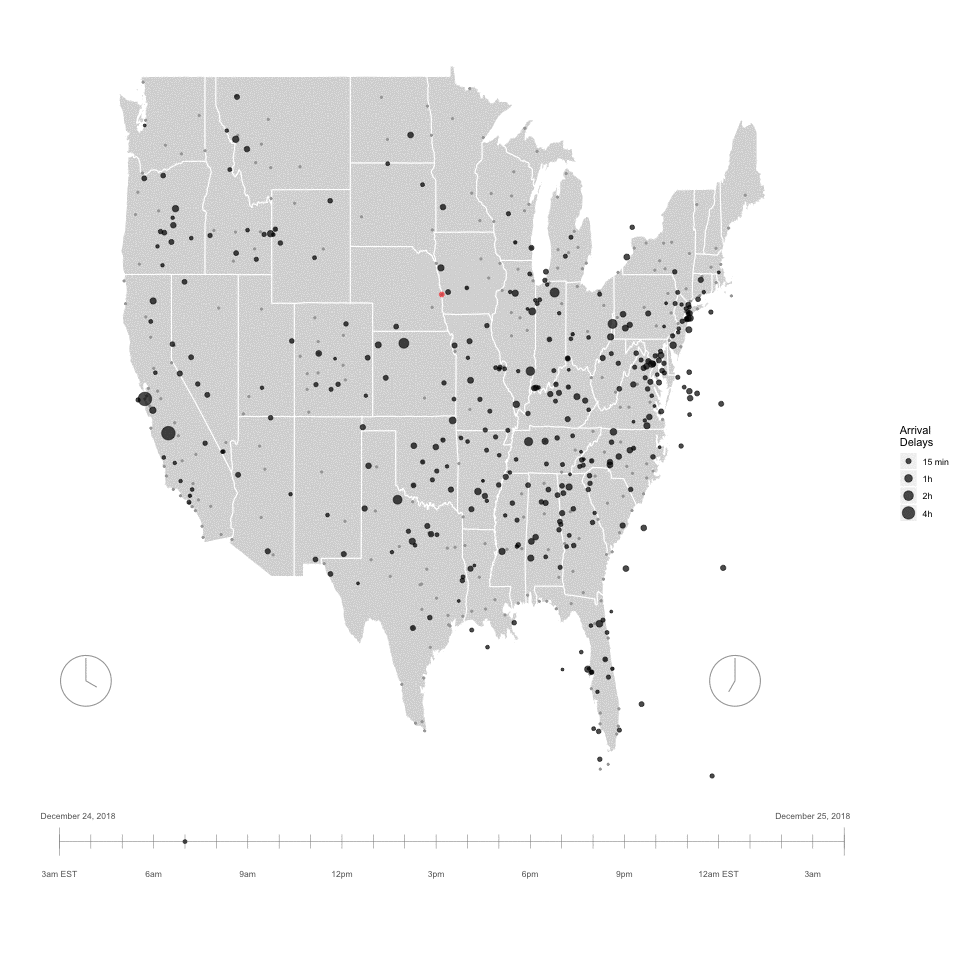 Arrival
Delays
15 min
1h
2h
4h
December 24, 2018
December 25, 2018
3am EST
6am
9am
12pm
3pm
6pm
9pm
12am EST
3am